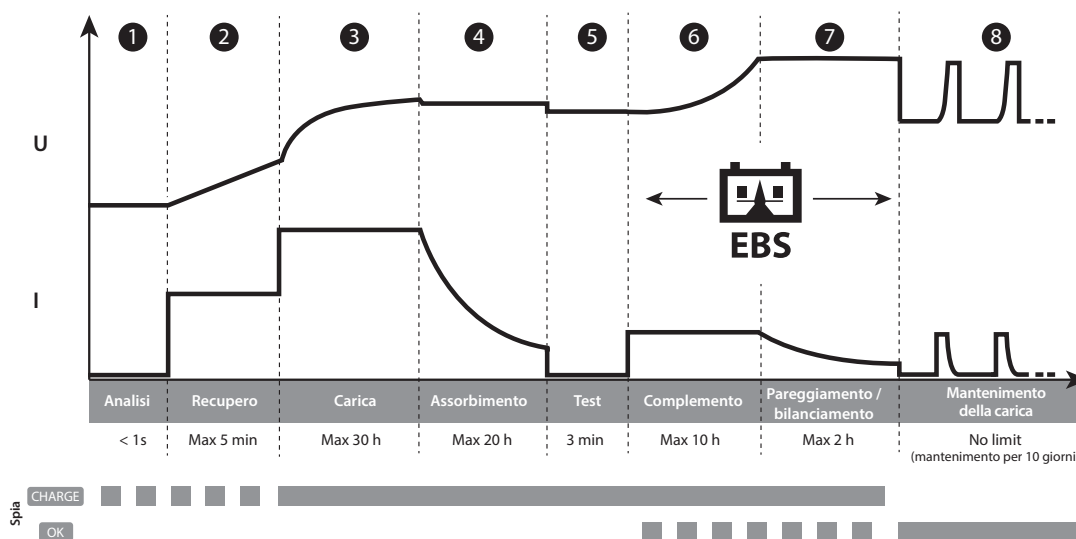 1 2 3 4 5 6 7 8
U
EBS
I
Analisi Recupero Carica Assorbimento Test Complemento Pareggiamento / bilanciamento Mantenimento della carica
< 1s Max 5 min Max 30 h Max 20 h 3 min Max 10 h Max 2 h No limit
(mantenimento per 10 giorni
Spia
CHARGE
OK